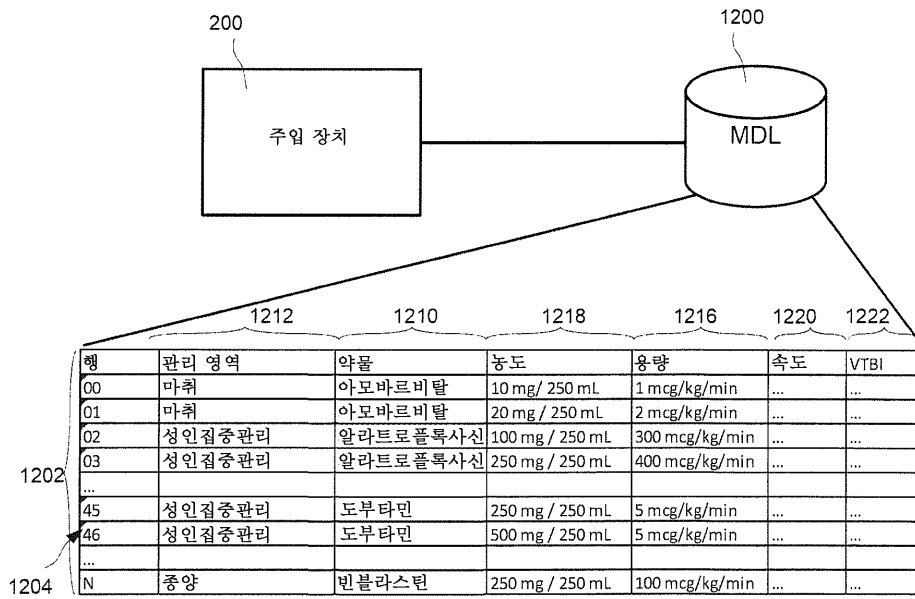 200
1200
주입 장치
MDL
1212 1210 1218 1216 1220 1222
행 관리 영역 약물 농도 용량 속도 VTBI
00 마취 아모바르비탈 10 mg/ 250 mL 1 mcg/kg/min ... ...
01 마취 아모바르비탈 20 mg / 250 mL 2 mcg/kg/min ... ...
02 성인집중관리 알라트로플록사신 100 mg / 250 mL 300 mcg/kg/min ... ...
03 성인집중관리 알라트로플록사신 250 mg / 250 mL 400 mcg/kg/min ... ...
1202
...
45 성인집중관리 도부타민 250 mg / 250 mL 5 mcg/kg/min ... ...
46 성인집중관리 도부타민 500 mg / 250 mL 5 mcg/kg/min ... ...
...
1204
N 종양 빈블라스틴 250 mg / 250 mL 100 mcg/kg/min ... ...